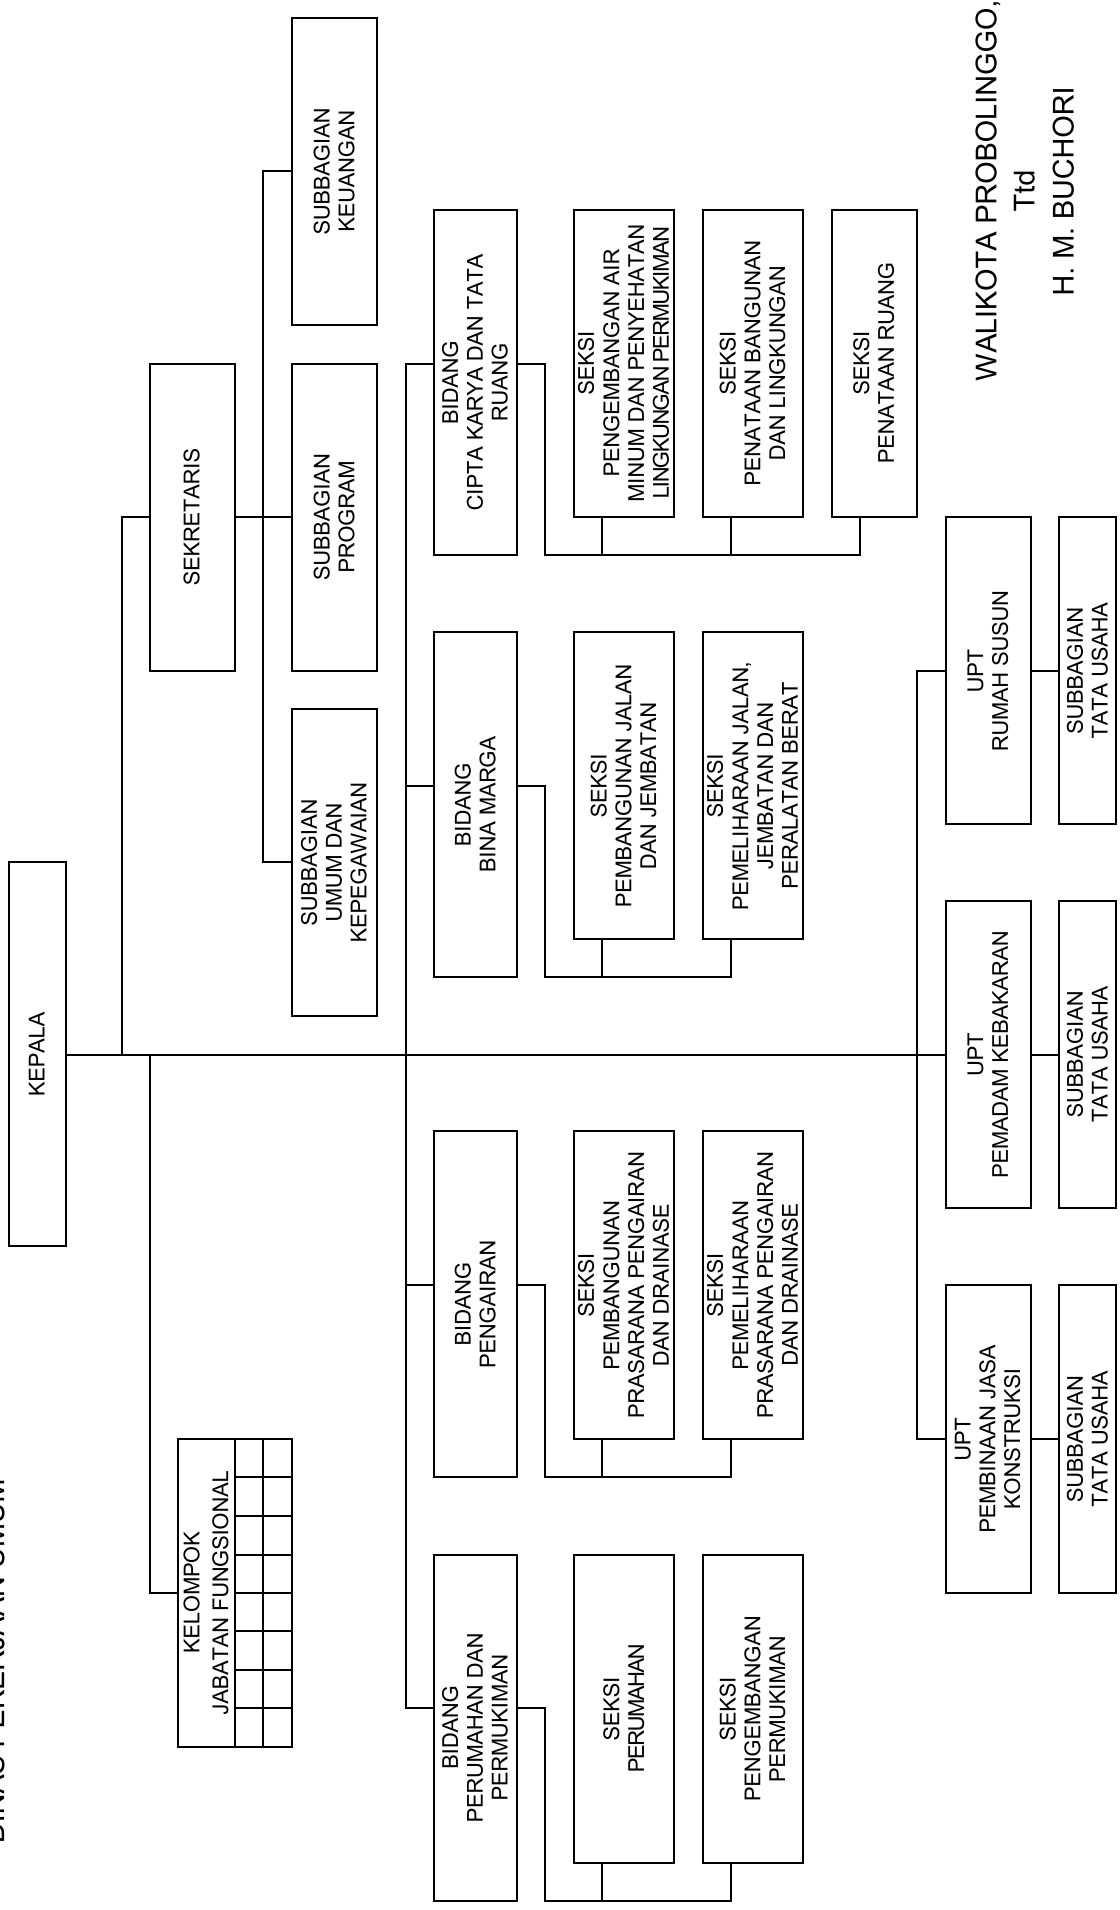 DINAS PEKERJAAN UMUM
KEPALA
SEKRETARIS
KELOMPOK
JABATAN FUNGSIONAL
SUBBAGIAN
UMUM DAN
KEPEGAWAIAN
SUBBAGIAN
PROGRAM
SUBBAGIAN
KEUANGAN
BIDANG
PERUMAHAN DAN
PERMUKIMAN
BIDANG
PENGAIRAN
BIDANG
BINA MARGA
BIDANG
CIPTA KARYA DAN TATA
RUANG
SEKSI
PERUMAHAN
SEKSI
PEMBANGUNAN
PRASARANA PENGAIRAN
DAN DRAINASE
SEKSI
PEMBANGUNAN JALAN
DAN JEMBATAN
SEKSI
PENGEMBANGAN AIR
MINUM DAN PENYEHATAN
LINGKUNGAN PERMUKIMAN
SEKSI
PENGEMBANGAN
PERMUKIMAN
SEKSI
PEMELIHARAAN
PRASARANA PENGAIRAN
DAN DRAINASE
SEKSI
PEMELIHARAAN JALAN,
JEMBATAN DAN
PERALATAN BERAT
SEKSI
PENATAAN BANGUNAN
DAN LINGKUNGAN
SEKSI
PENATAAN RUANG
UPT
PEMBINAAN JASA
KONSTRUKSI
UPT
PEMADAM KEBAKARAN
UPT
RUMAH SUSUN
SUBBAGIAN
TATA USAHA
SUBBAGIAN
TATA USAHA
SUBBAGIAN
TATA USAHA
WALIKOTA PROBOLINGGO,
Ttd
H. M. BUCHORI